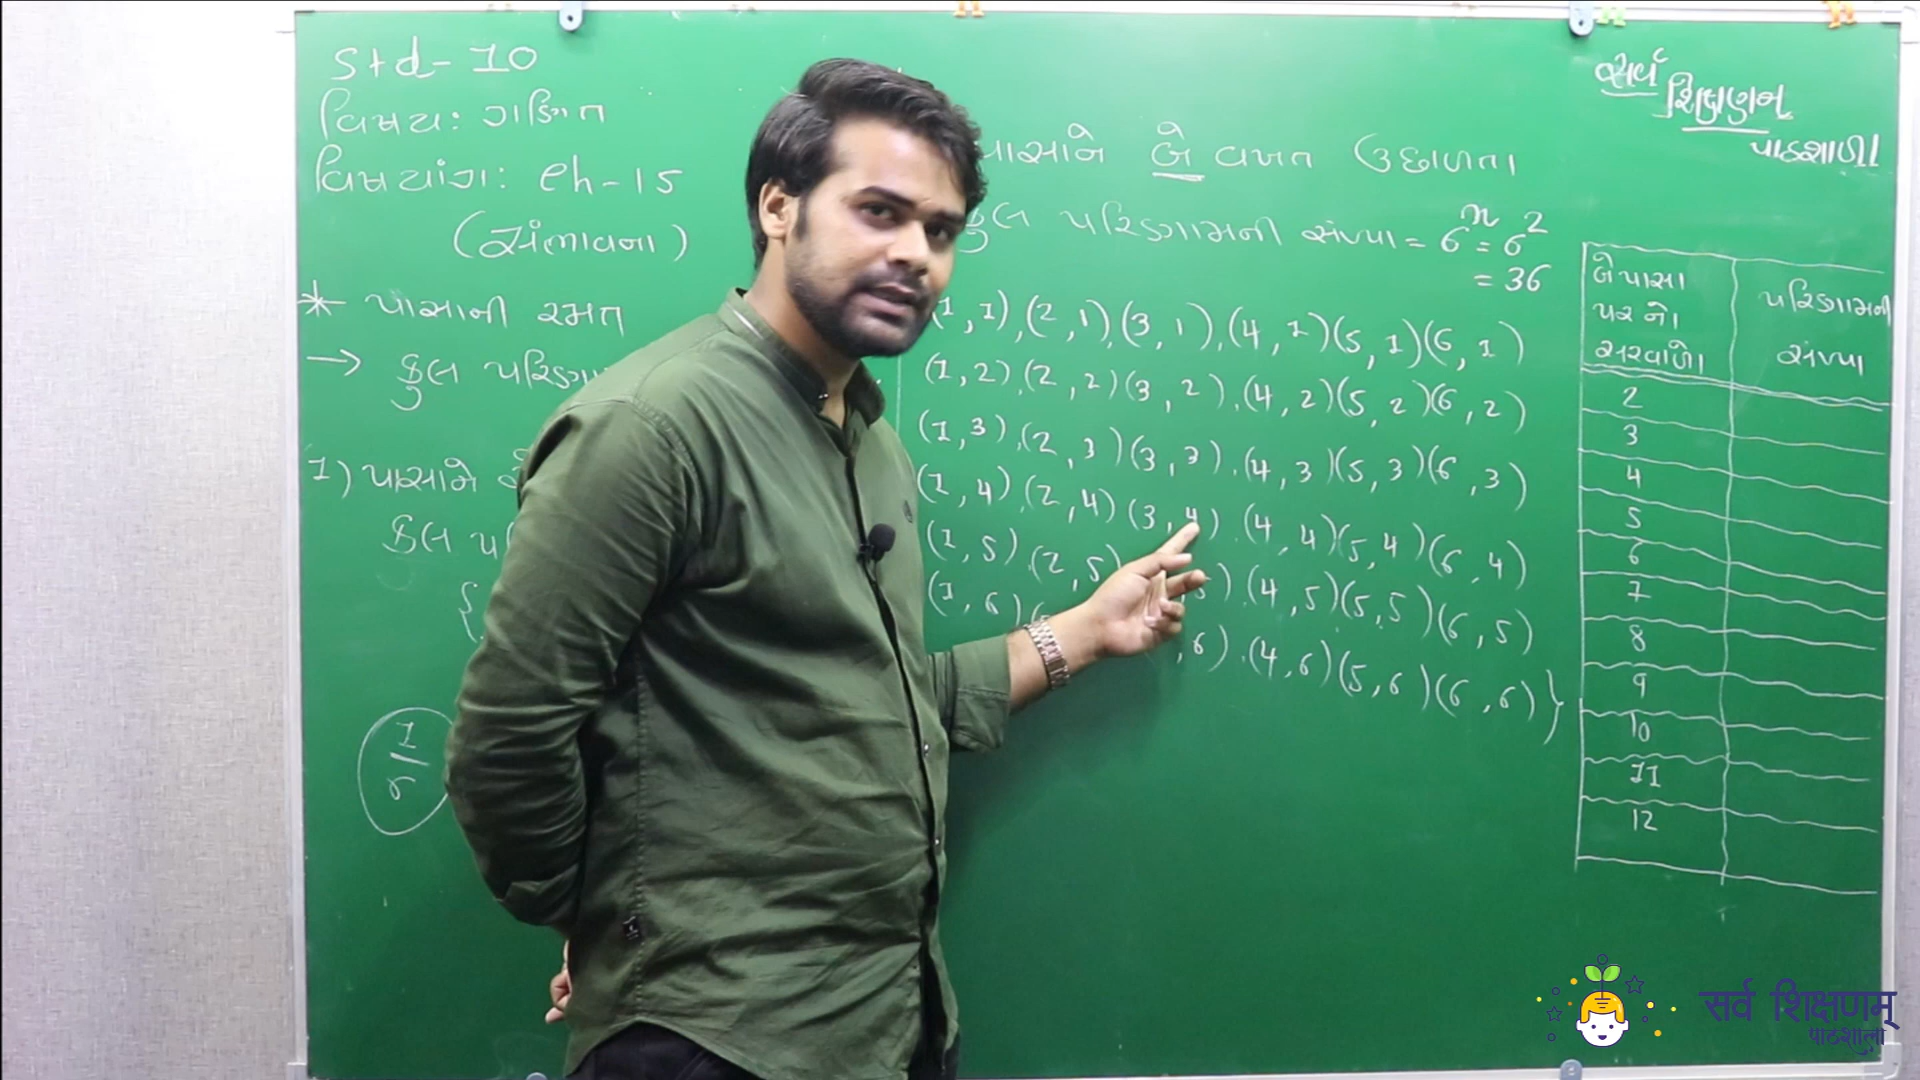 std-10
વિષય: ગણિત
વિષયાંગ: ch-15
(સંભાવના)
* પાસાની રમત
→ કુલ
1) પાસાને
કુલ
{
1
6
પાસાને બે વખત ઉછાળતા
કુલ પરિણામની સંખ્યા = 6ⁿ = 6²
= 36
(1,1), (2,1), (3,1), (4,1) (5,1) (6,1)
(1,2), (2,2) (3,2), (4,2) (5,2) (6,2)
(1,3), (2,3) (3,3), (4,3) (5,3) (6,3)
(1,4), (2,4) (3,4), (4,4) (5,4) (6,4)
(1,5), (2,5) 5), (4,5) (5,5) (6,5)
(1,6) ,6), (4,6) (5,6) (6,6)}
સર્વ
શિક્ષણમ
પાઠશાળા
બે પાસા પરિણામની
પર નો
સરવાળો સંખ્યા
2
3
4
5
6
7
8
9
10
11
12
सर्व शिक्षणम्
पाठशाला